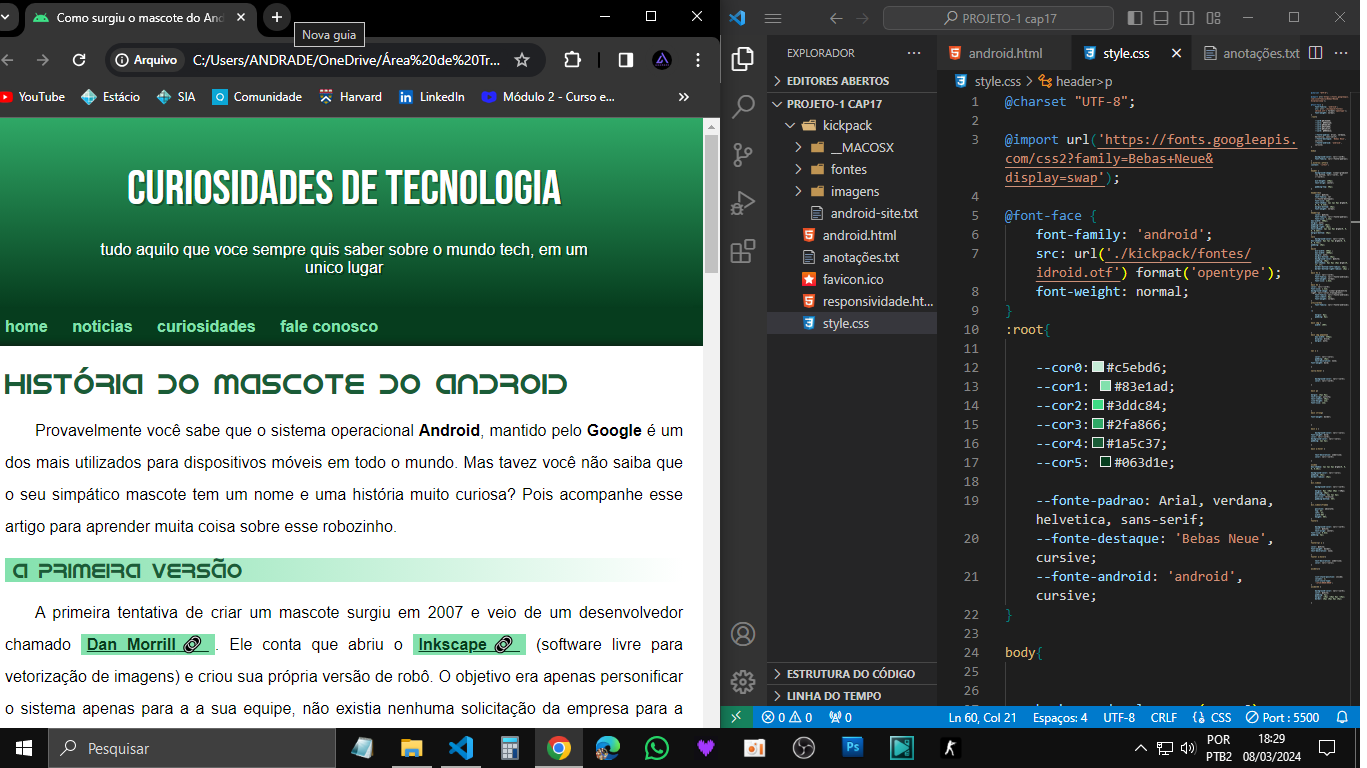 Como surgiu o mascote do And
Nova guia
Arquivo
C:/Users/ANDRADE/OneDrive/Área%20de%20Tr...
YouTube
Estácio
SIA
Comunidade
Harvard
LinkedIn
Módulo 2 - Curso e...
CURIOSIDADES DE TECNOLOGIA
tudo aquilo que voce sempre quis saber sobre o mundo tech, em um
unico lugar
home noticias curiosidades fale conosco
HISTÓRIA DO MASCOTE DO ANDROID
Provavelmente você sabe que o sistema operacional Android, mantido pelo Google é um
dos mais utilizados para dispositivos móveis em todo o mundo. Mas tavez você não saiba que
o seu simpático mascote tem um nome e uma história muito curiosa? Pois acompanhe esse
artigo para aprender muita coisa sobre esse robozinho.
A PRIMEIRA VERSÃO
A primeira tentativa de criar um mascote surgiu em 2007 e veio de um desenvolvedor
chamado Dan Morrill . Ele conta que abriu o Inkscape (software livre para
vetorização de imagens) e criou sua própria versão de robô. O objetivo era apenas personificar
o sistema apenas para a a sua equipe, não existia nenhuma solicitação da empresa para a
PROJETO-1 cap17
EXPLORADOR
EDITORES ABERTOS
PROJETO-1 CAP17
kickpack
__MACOSX
fontes
imagens
android-site.txt
android.html
anotações.txt
favicon.ico
responsividade.ht...
style.css
ESTRUTURA DO CÓDIGO
LINHA DO TEMPO
android.html
style.css
anotações.txt
style.css > header>p
1 @charset "UTF-8";
2
3 @import url('https://fonts.googleapis.
com/css2?family=Bebas+Neue&
display=swap');
4
5 @font-face {
6 font-family: 'android';
7 src: url('./kickpack/fontes/
idroid.otf') format('opentype');
8 font-weight: normal;
9 }
10 :root{
11
12 --cor0: #c5ebd6;
13 --cor1: #83e1ad;
14 --cor2: #3ddc84;
15 --cor3: #2fa866;
16 --cor4: #1a5c37;
17 --cor5: #063d1e;
18
19 --fonte-padrao: Arial, verdana,
helvetica, sans-serif;
20 --fonte-destaque: 'Bebas Neue',
cursive;
21 --fonte-android: 'android',
cursive;
22 }
23
24 body{
25
26
0 0 0
Ln 60, Col 21 Espaços: 4 UTF-8 CRLF CSS Port : 5500
Pesquisar
Ps
POR
PTB2
18:29
08/03/2024